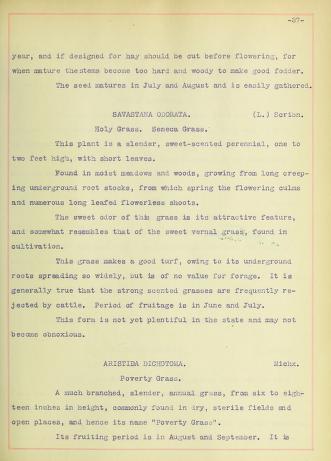 -37-
year, and if designed for hay should be cut before flowering, for
when mature the stems become too hard and woody to make good fodder.
The seed matures in July and August and is easily gathered.
SAVASTANA ODORATA. (L.) Scribn.
Holy Grass. Seneca Grass.
This plant is a slender, sweet-scented perennial, one to
two feet high, with short leaves.
Found in moist meadows and woods, growing from long creep-
ing underground root stocks, from which spring the flowering culms
and numerous long leafed flowerless shoots.
The sweet odor of this grass is its attractive feature,
and somewhat resembles that of the sweet vernal grass, found in
cultivation.
This grass makes a good turf, owing to its underground
roots spreading so widely, but is of no value for forage. It is
generally true that the strong scented grasses are frequently re-
jected by cattle. Period of fruitage is in June and July.
This form is not yet plentiful in the state and may not
become obnoxious.
ARISTIDA DICHOTOMA. Michx.
Poverty Grass.
A much branched, slender, annual grass, from six to eigh-
teen inches in height, commonly found in dry, sterile fields and
open places, and hence its name "Poverty Grass".
Its fruiting period is in August and September. It is